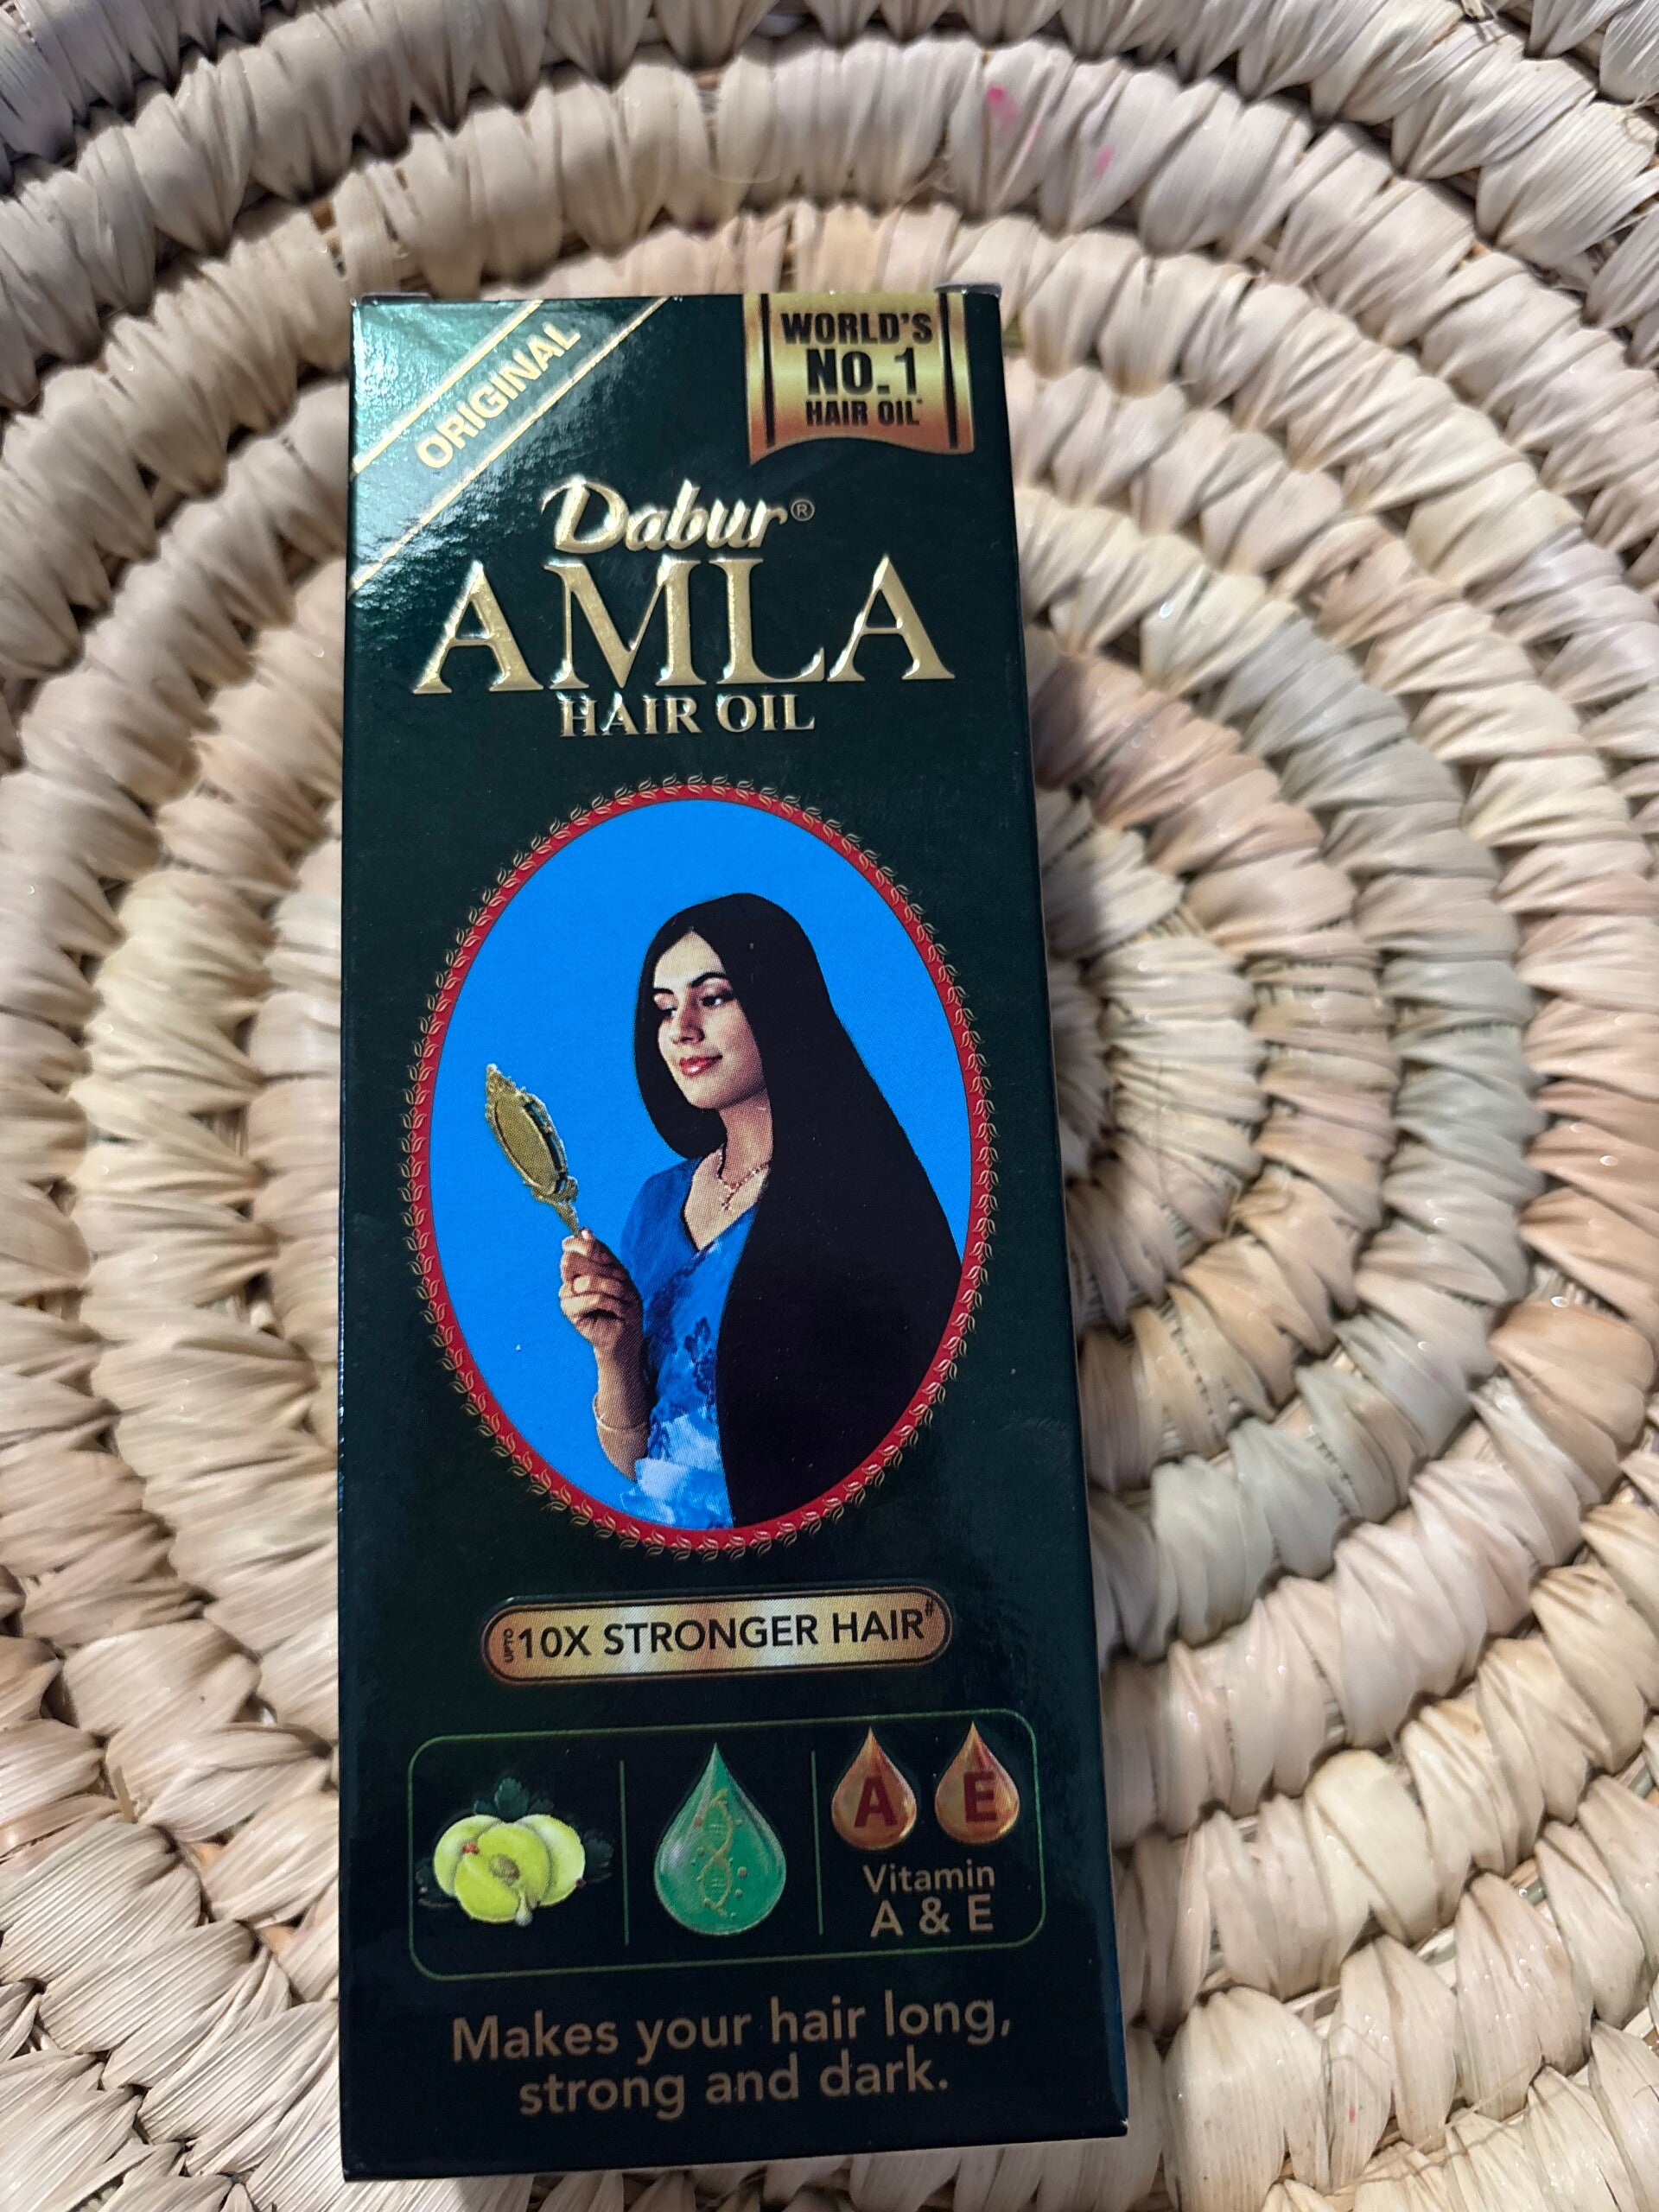 ORIGINAL
WORLD'S
NO.1
HAIR OIL*
Dabur®
AMLA
HAIR OIL
UPTO 10X STRONGER HAIR#
A E
Vitamin
A & E
Makes your hair long,
strong and dark.